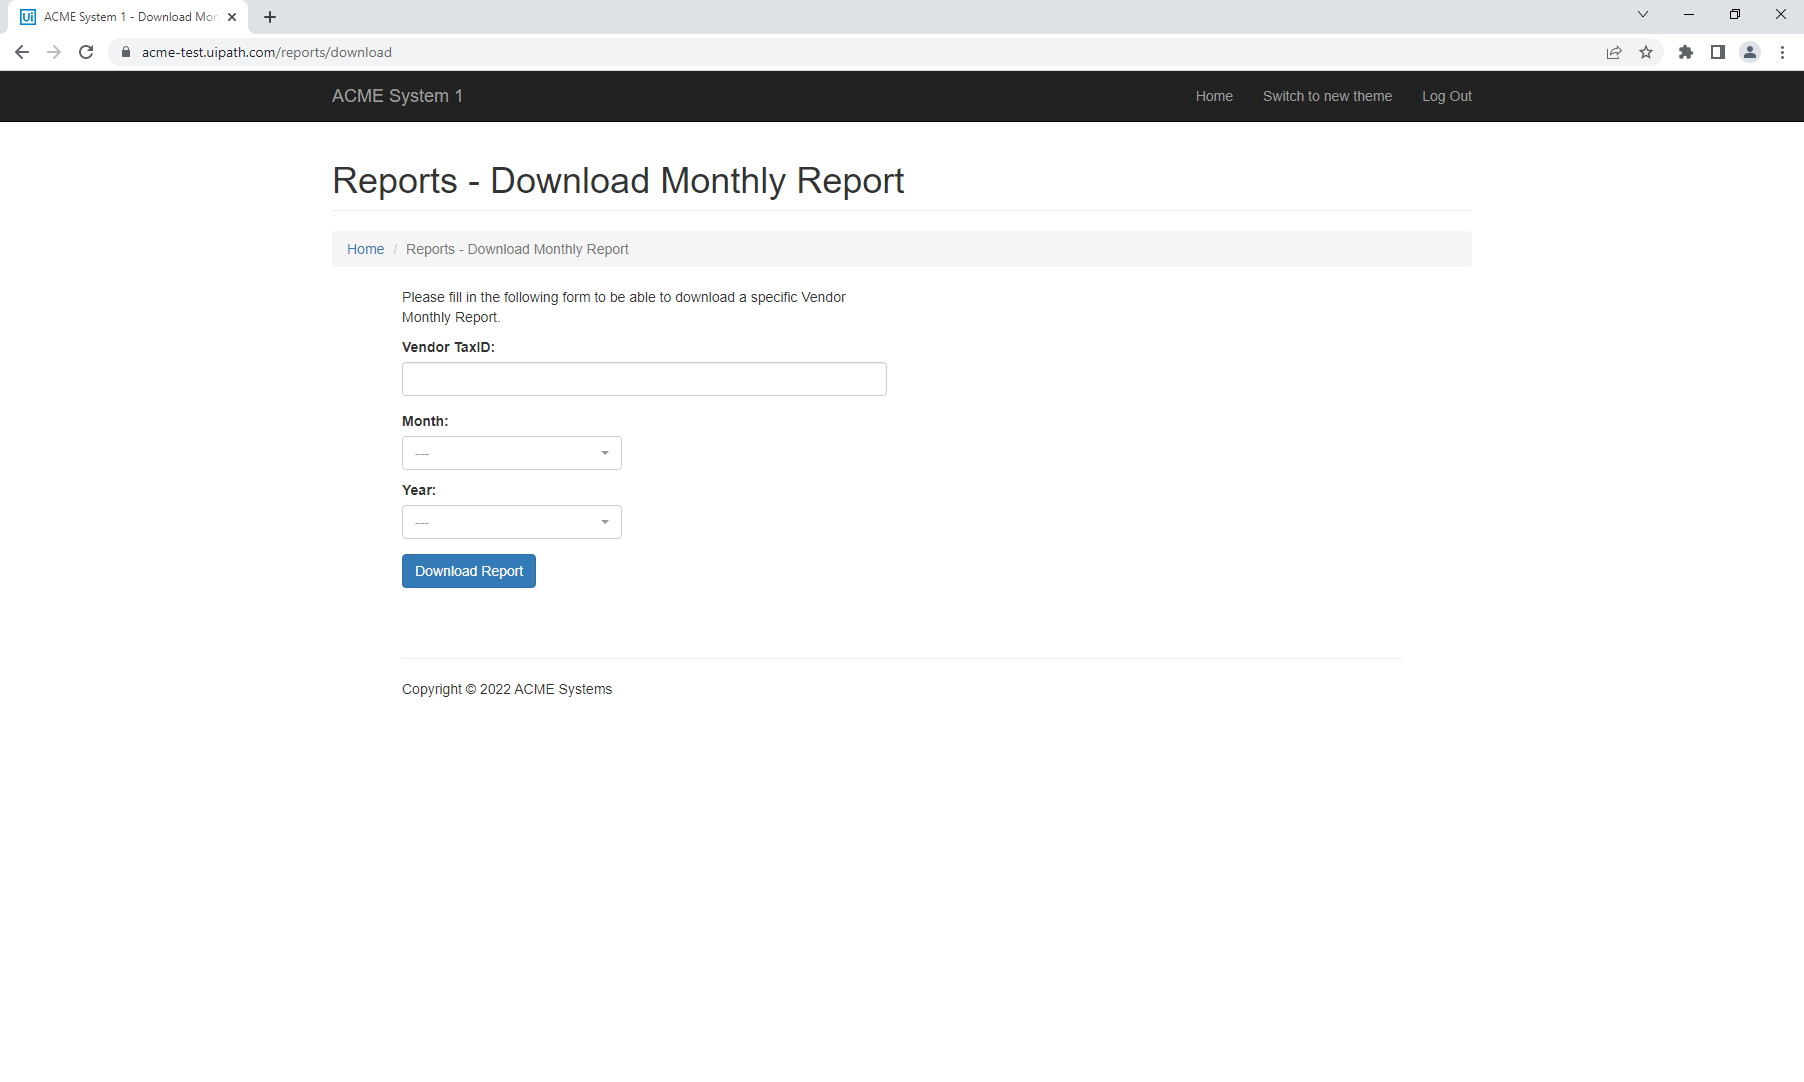 ACME System 1 - Download Mon
acme-test.uipath.com/reports/download
ACME System 1
Home
Switch to new theme
Log Out
Reports - Download Monthly Report
Home / Reports - Download Monthly Report
Please fill in the following form to be able to download a specific Vendor
Monthly Report.
Vendor TaxID:
Month:
---
Year:
---
Download Report
Copyright © 2022 ACME Systems